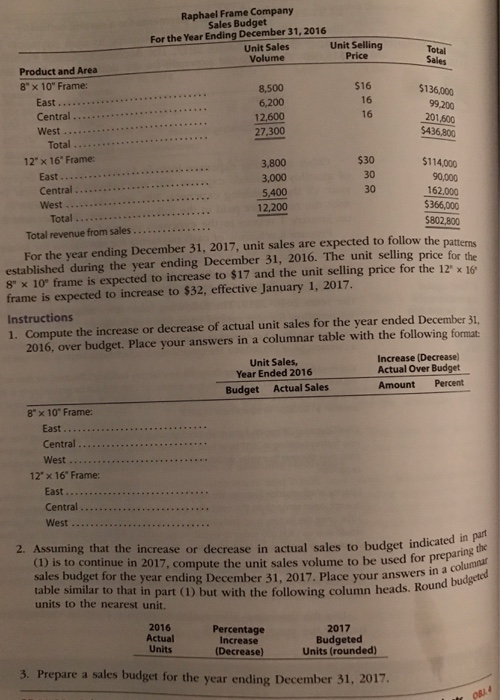 Raphael Frame Company
Sales Budget
For the Year Ending December 31, 2016
Product and Area Unit Sales Volume Unit Selling Price Total Sales
8" x 10" Frame:
East 8,500 $16 $136,000
Central 6,200 16 99,200
West 12,600 16 201,600
Total 27,300 $436,800
12" x 16" Frame:
East 3,800 $30 $114,000
Central 3,000 30 90,000
West 5,400 30 162,000
Total 12,200 $366,000
Total revenue from sales $802,800
For the year ending December 31, 2017, unit sales are expected to follow the patterns
established during the year ending December 31, 2016. The unit selling price for the
8" x 10" frame is expected to increase to $17 and the unit selling price for the 12" x 16"
frame is expected to increase to $32, effective January 1, 2017.
Instructions
1. Compute the increase or decrease of actual unit sales for the year ended December 31,
2016, over budget. Place your answers in a columnar table with the following format:
Unit Sales, Year Ended 2016 Increase (Decrease) Actual Over Budget
Budget Actual Sales Amount Percent
8" x 10" Frame:
East
Central
West
12" x 16" Frame:
East
Central
West
2. Assuming that the increase or decrease in actual sales to budget indicated in part
(1) is to continue in 2017, compute the unit sales volume to be used for preparing the
sales budget for the year ending December 31, 2017. Place your answers in a columnar
table similar to that in part (1) but with the following column heads. Round budgeted
units to the nearest unit.
2016 Actual Units Percentage Increase (Decrease) 2017 Budgeted Units (rounded)
3. Prepare a sales budget for the year ending December 31, 2017.